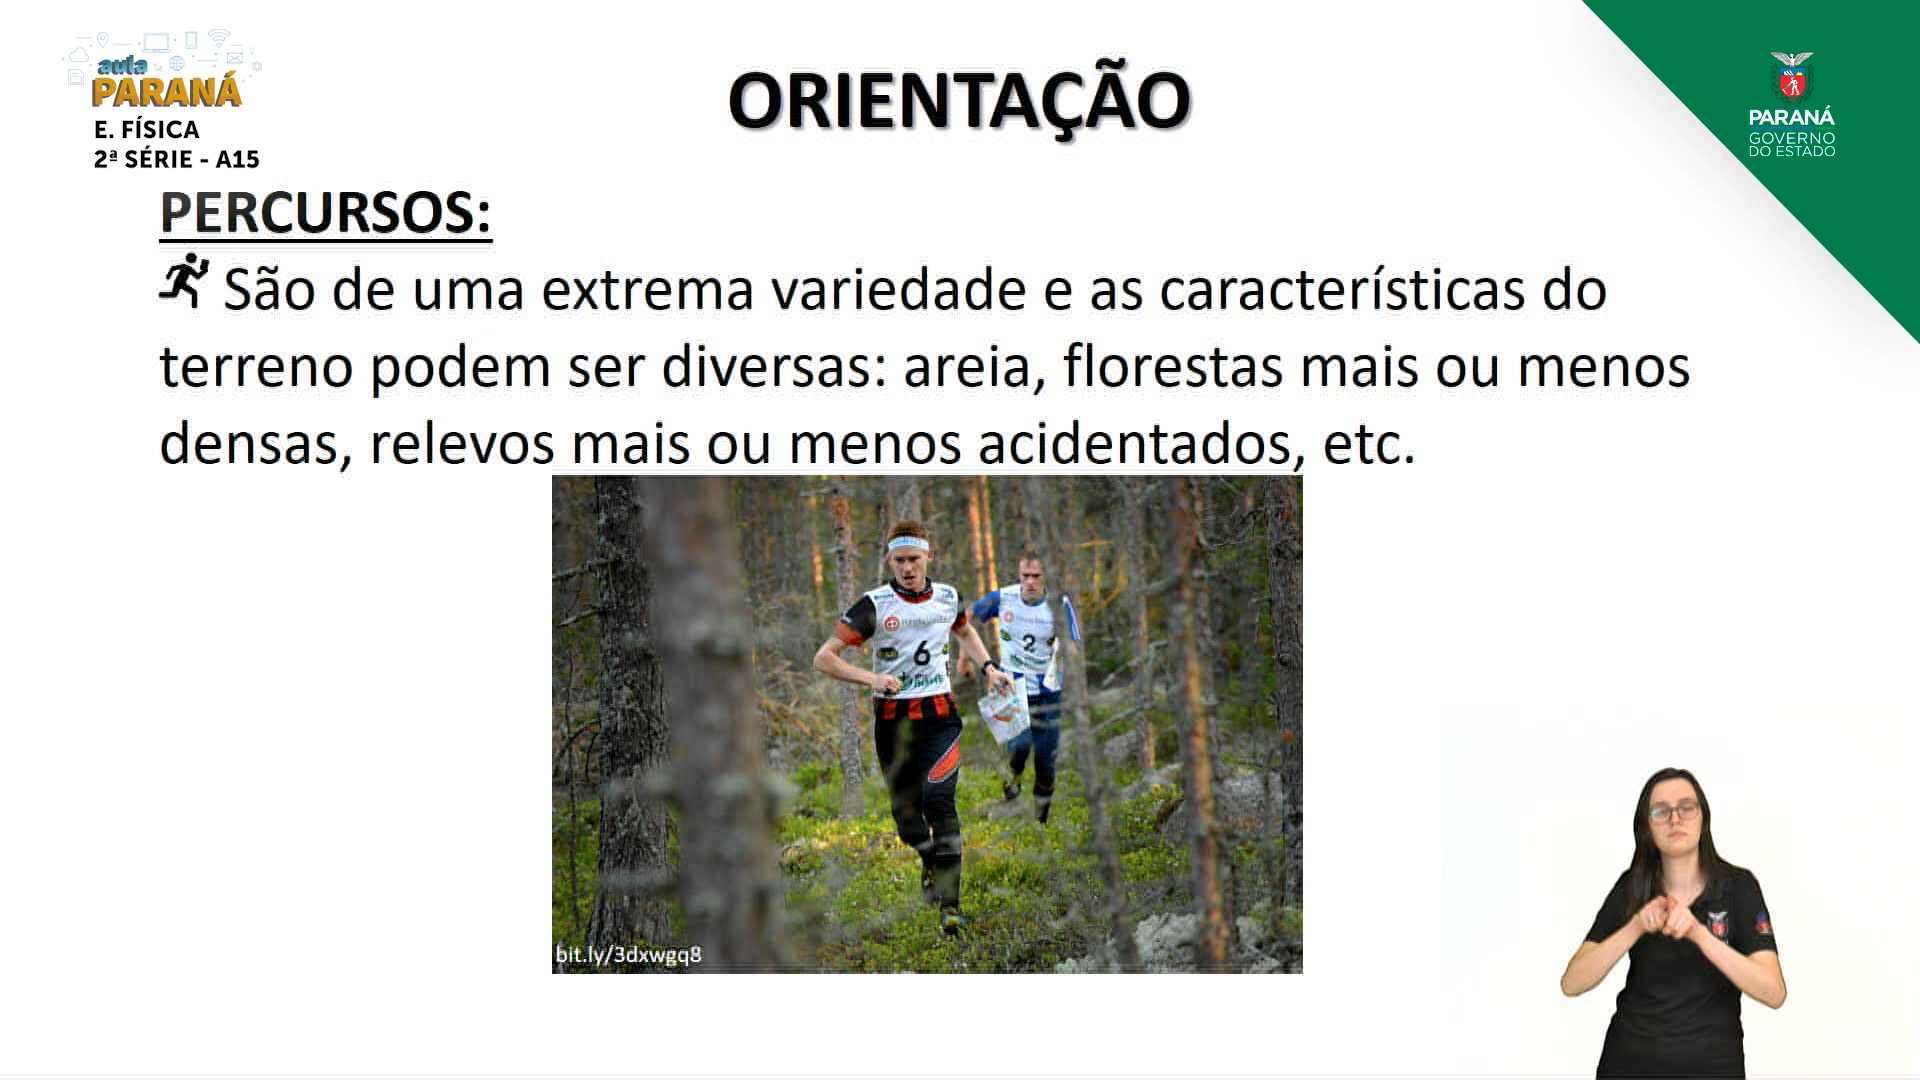 aula
PARANÁ
E. FÍSICA
2ª SÉRIE - A15
ORIENTAÇÃO
PARANÁ
GOVERNO
DO ESTADO
PERCURSOS:
São de uma extrema variedade e as características do
terreno podem ser diversas: areia, florestas mais ou menos
densas, relevos mais ou menos acidentados, etc.
6
2
bit.ly/3dxwgq8